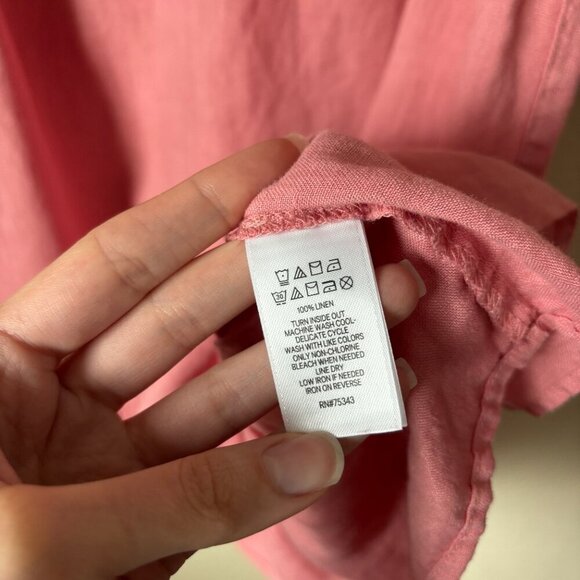 30
100% LINEN
TURN INSIDE OUT
MACHINE WASH COOL-
DELICATE CYCLE
WASH WITH LIKE COLORS
ONLY NON-CHLORINE
BLEACH WHEN NEEDED
LINE DRY
LOW IRON IF NEEDED
IRON ON REVERSE
RN#75343